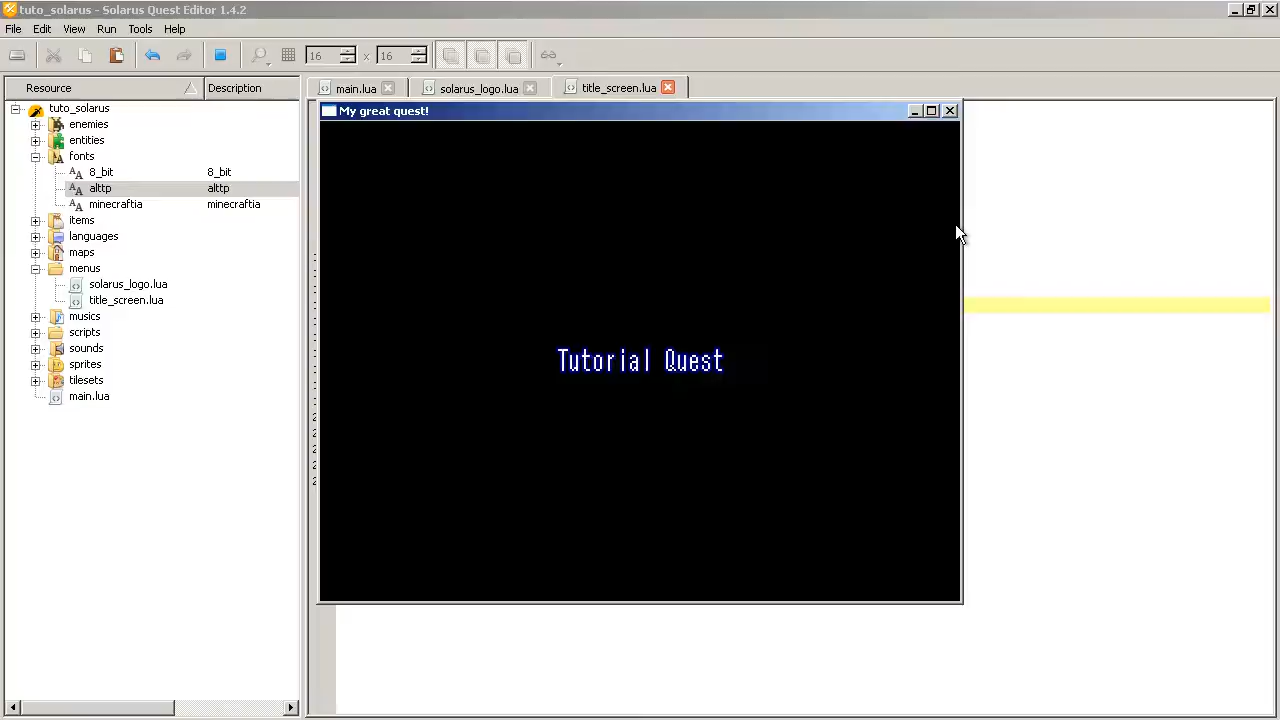 tuto_solarus - Solarus Quest Editor 1.4.2
File Edit View Run Tools Help
16 x 16
Resource Description
main.lua solarus_logo.lua title_screen.lua
tuto_solarus
enemies
entities
fonts
8_bit 8_bit
alttp alttp
minecraftia minecraftia
items
languages
maps
menus
solarus_logo.lua
title_screen.lua
musics
scripts
sounds
sprites
tilesets
main.lua
My great quest!
Tutorial Quest